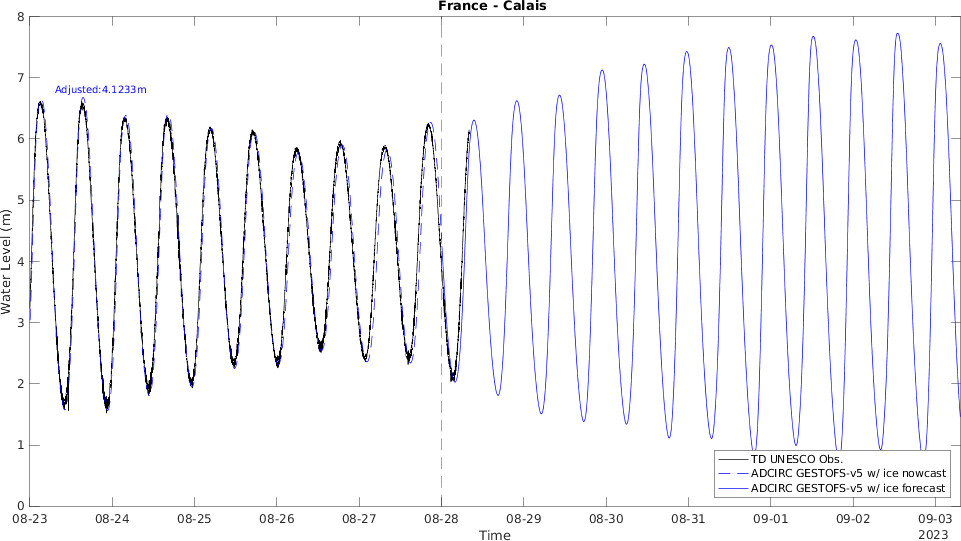 France - Calais
8
7
6
5
4
3
2
1
0
Water Level (m)
Adjusted:4.1233m
TD UNESCO Obs.
ADCIRC GESTOFS-v5 w/ ice nowcast
ADCIRC GESTOFS-v5 w/ ice forecast
08-23 08-24 08-25 08-26 08-27 08-28 08-29 08-30 08-31 09-01 09-02 09-03
Time
2023